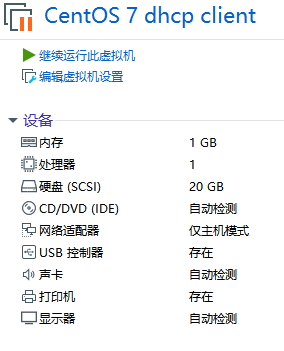 CentOS 7 dhcp client
继续运行此虚拟机
编辑虚拟机设置
设备
内存 1 GB
处理器 1
硬盘 (SCSI) 20 GB
CD/DVD (IDE) 自动检测
网络适配器 仅主机模式
USB 控制器 存在
声卡 自动检测
打印机 存在
显示器 自动检测